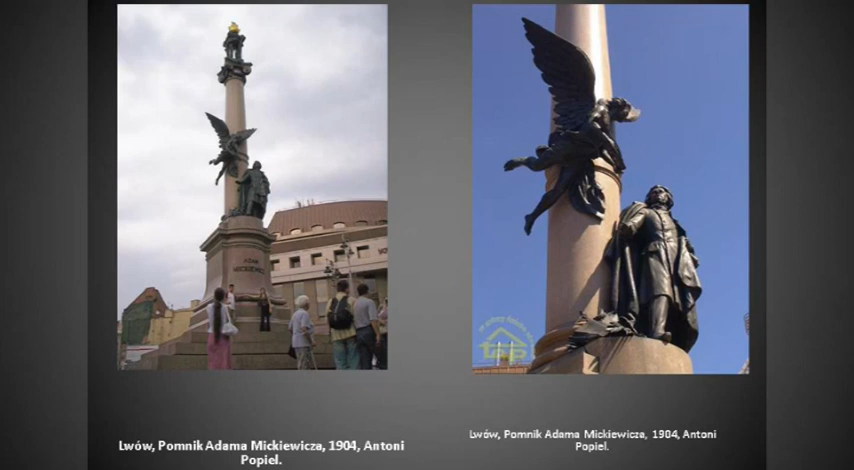 ADAM
MICKIEWICZ
Lwów, Pomnik Adama Mickiewicza, 1904, Antoni
Popiel.
Lwów, Pomnik Adama Mickiewicza, 1904, Antoni
Popiel.